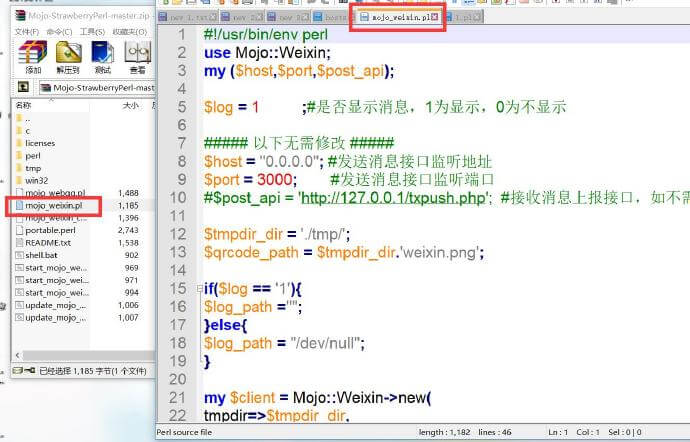 Mojo-StrawberryPerl-master.zip
文件(F) 命令(C) 工具(S) 收藏夹(O)
添加 解压到 测试 查看
Mojo-StrawberryPerl-master
名称 大小
..
c
licenses
perl
tmp
win32
mojo_webqq.pl 1,488
mojo_weixin.pl 1,185
mojo_weixin_c... 1,396
portable.perl 2,743
README.txt 1,538
shell.bat 902
start_mojo_we... 969
start_mojo_wei... 971
start_mojo_wei... 994
update_mojo_... 1,006
update_mojo_... 1,007
已经选择 1,185 字节(1 个文件)
new 1.txt new 2 new 3 hosts mojo_weixin.pl 1.pl
1 #!/usr/bin/env perl
2 use Mojo::Weixin;
3 my ($host,$port,$post_api);
4
5 $log = 1 ;#是否显示消息，1为显示，0为不显示
6
7 ##### 以下无需修改 #####
8 $host = "0.0.0.0"; #发送消息接口监听地址
9 $port = 3000; #发送消息接口监听端口
10 #$post_api = 'http://127.0.0.1/txpush.php'; #接收消息上报接口，如不需
11
12 $tmpdir_dir = './tmp/';
13 $qrcode_path = $tmpdir_dir.'weixin.png';
14
15 if($log == '1'){
16 $log_path ="";
17 }else{
18 $log_path = "/dev/null";
19 }
20
21 my $client = Mojo::Weixin->new(
22 tmpdir=>$tmpdir_dir,
Perl source file length : 1,182 lines : 46 Ln : 1 Col : 1 Sel : 0 | 0